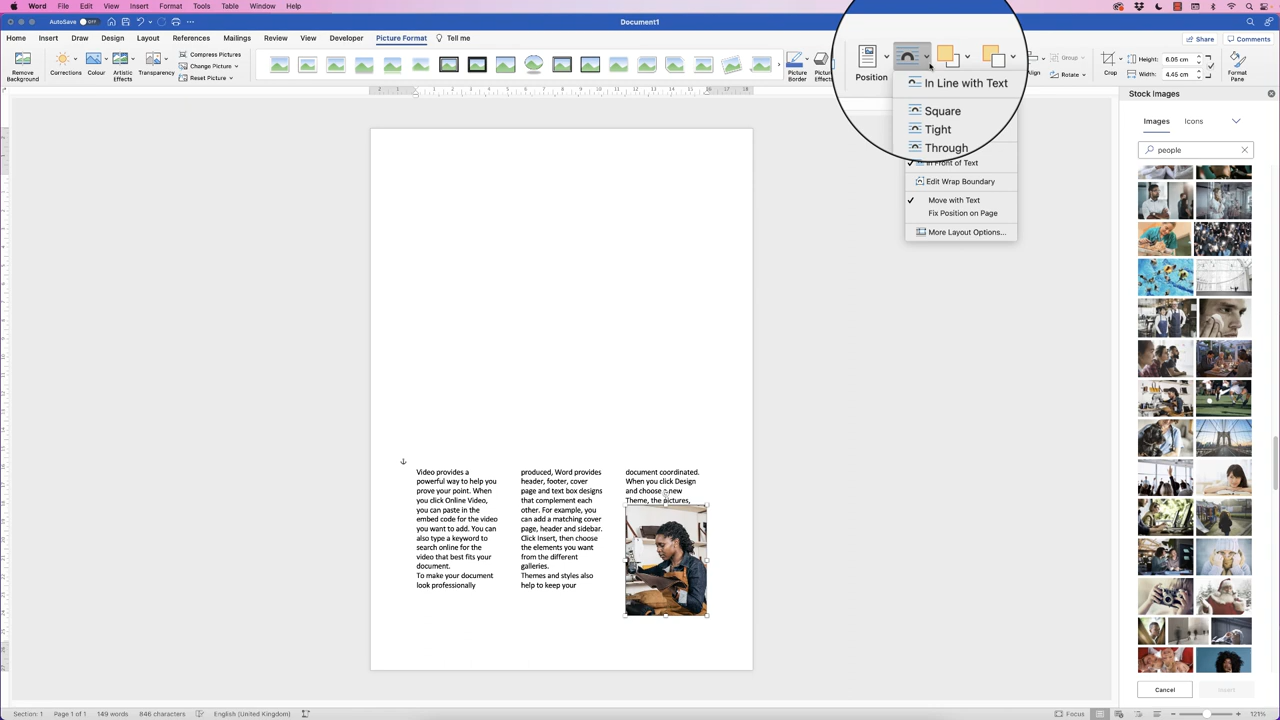 Word File Edit View Insert Format Tools Table Window Help
AutoSave OFF
Document1
Home Insert Draw Design Layout References Mailings Review View Developer Picture Format Tell me
Share Comments
Remove Background
Corrections
Colour
Artistic Effects
Transparency
Compress Pictures
Change Picture
Reset Picture
Picture Border
Picture Effects
Position
Group
Rotate
Crop
Height: 6.05 cm
Width: 4.45 cm
Format Pane
In Line with Text
Square
Tight
Through
In Front of Text
Edit Wrap Boundary
Move with Text
Fix Position on Page
More Layout Options...
Stock Images
Images Icons
people
Video provides a
powerful way to help you
prove your point. When
you click Online Video,
you can paste in the
embed code for the video
you want to add. You can
also type a keyword to
search online for the
video that best fits your
document.
To make your document
look professionally
produced, Word provides
header, footer, cover
page and text box designs
that complement each
other. For example, you
can add a matching cover
page, header and sidebar.
Click Insert, then choose
the elements you want
from the different
galleries.
Themes and styles also
help to keep your
document coordinated.
When you click Design
and choose a new
Theme, the pictures,
Cancel Insert
Section: 1 Page 1 of 1 149 words 846 characters English (United Kingdom)
Focus
121%